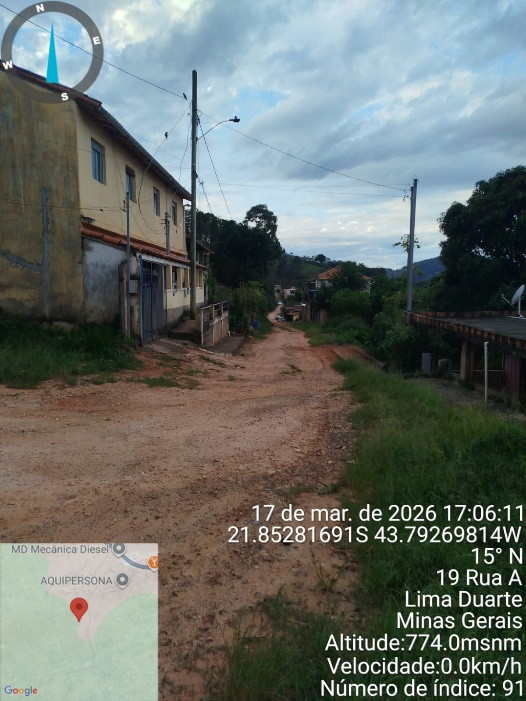 N
E
W
S
17 de mar. de 2026 17:06:11
21.85281691S 43.79269814W
15° N
19 Rua A
Lima Duarte
Minas Gerais
Altitude:774.0msnm
Velocidade:0.0km/h
Número de índice: 91
MD Mecânica Diesel
AQUIPERSONA
Google